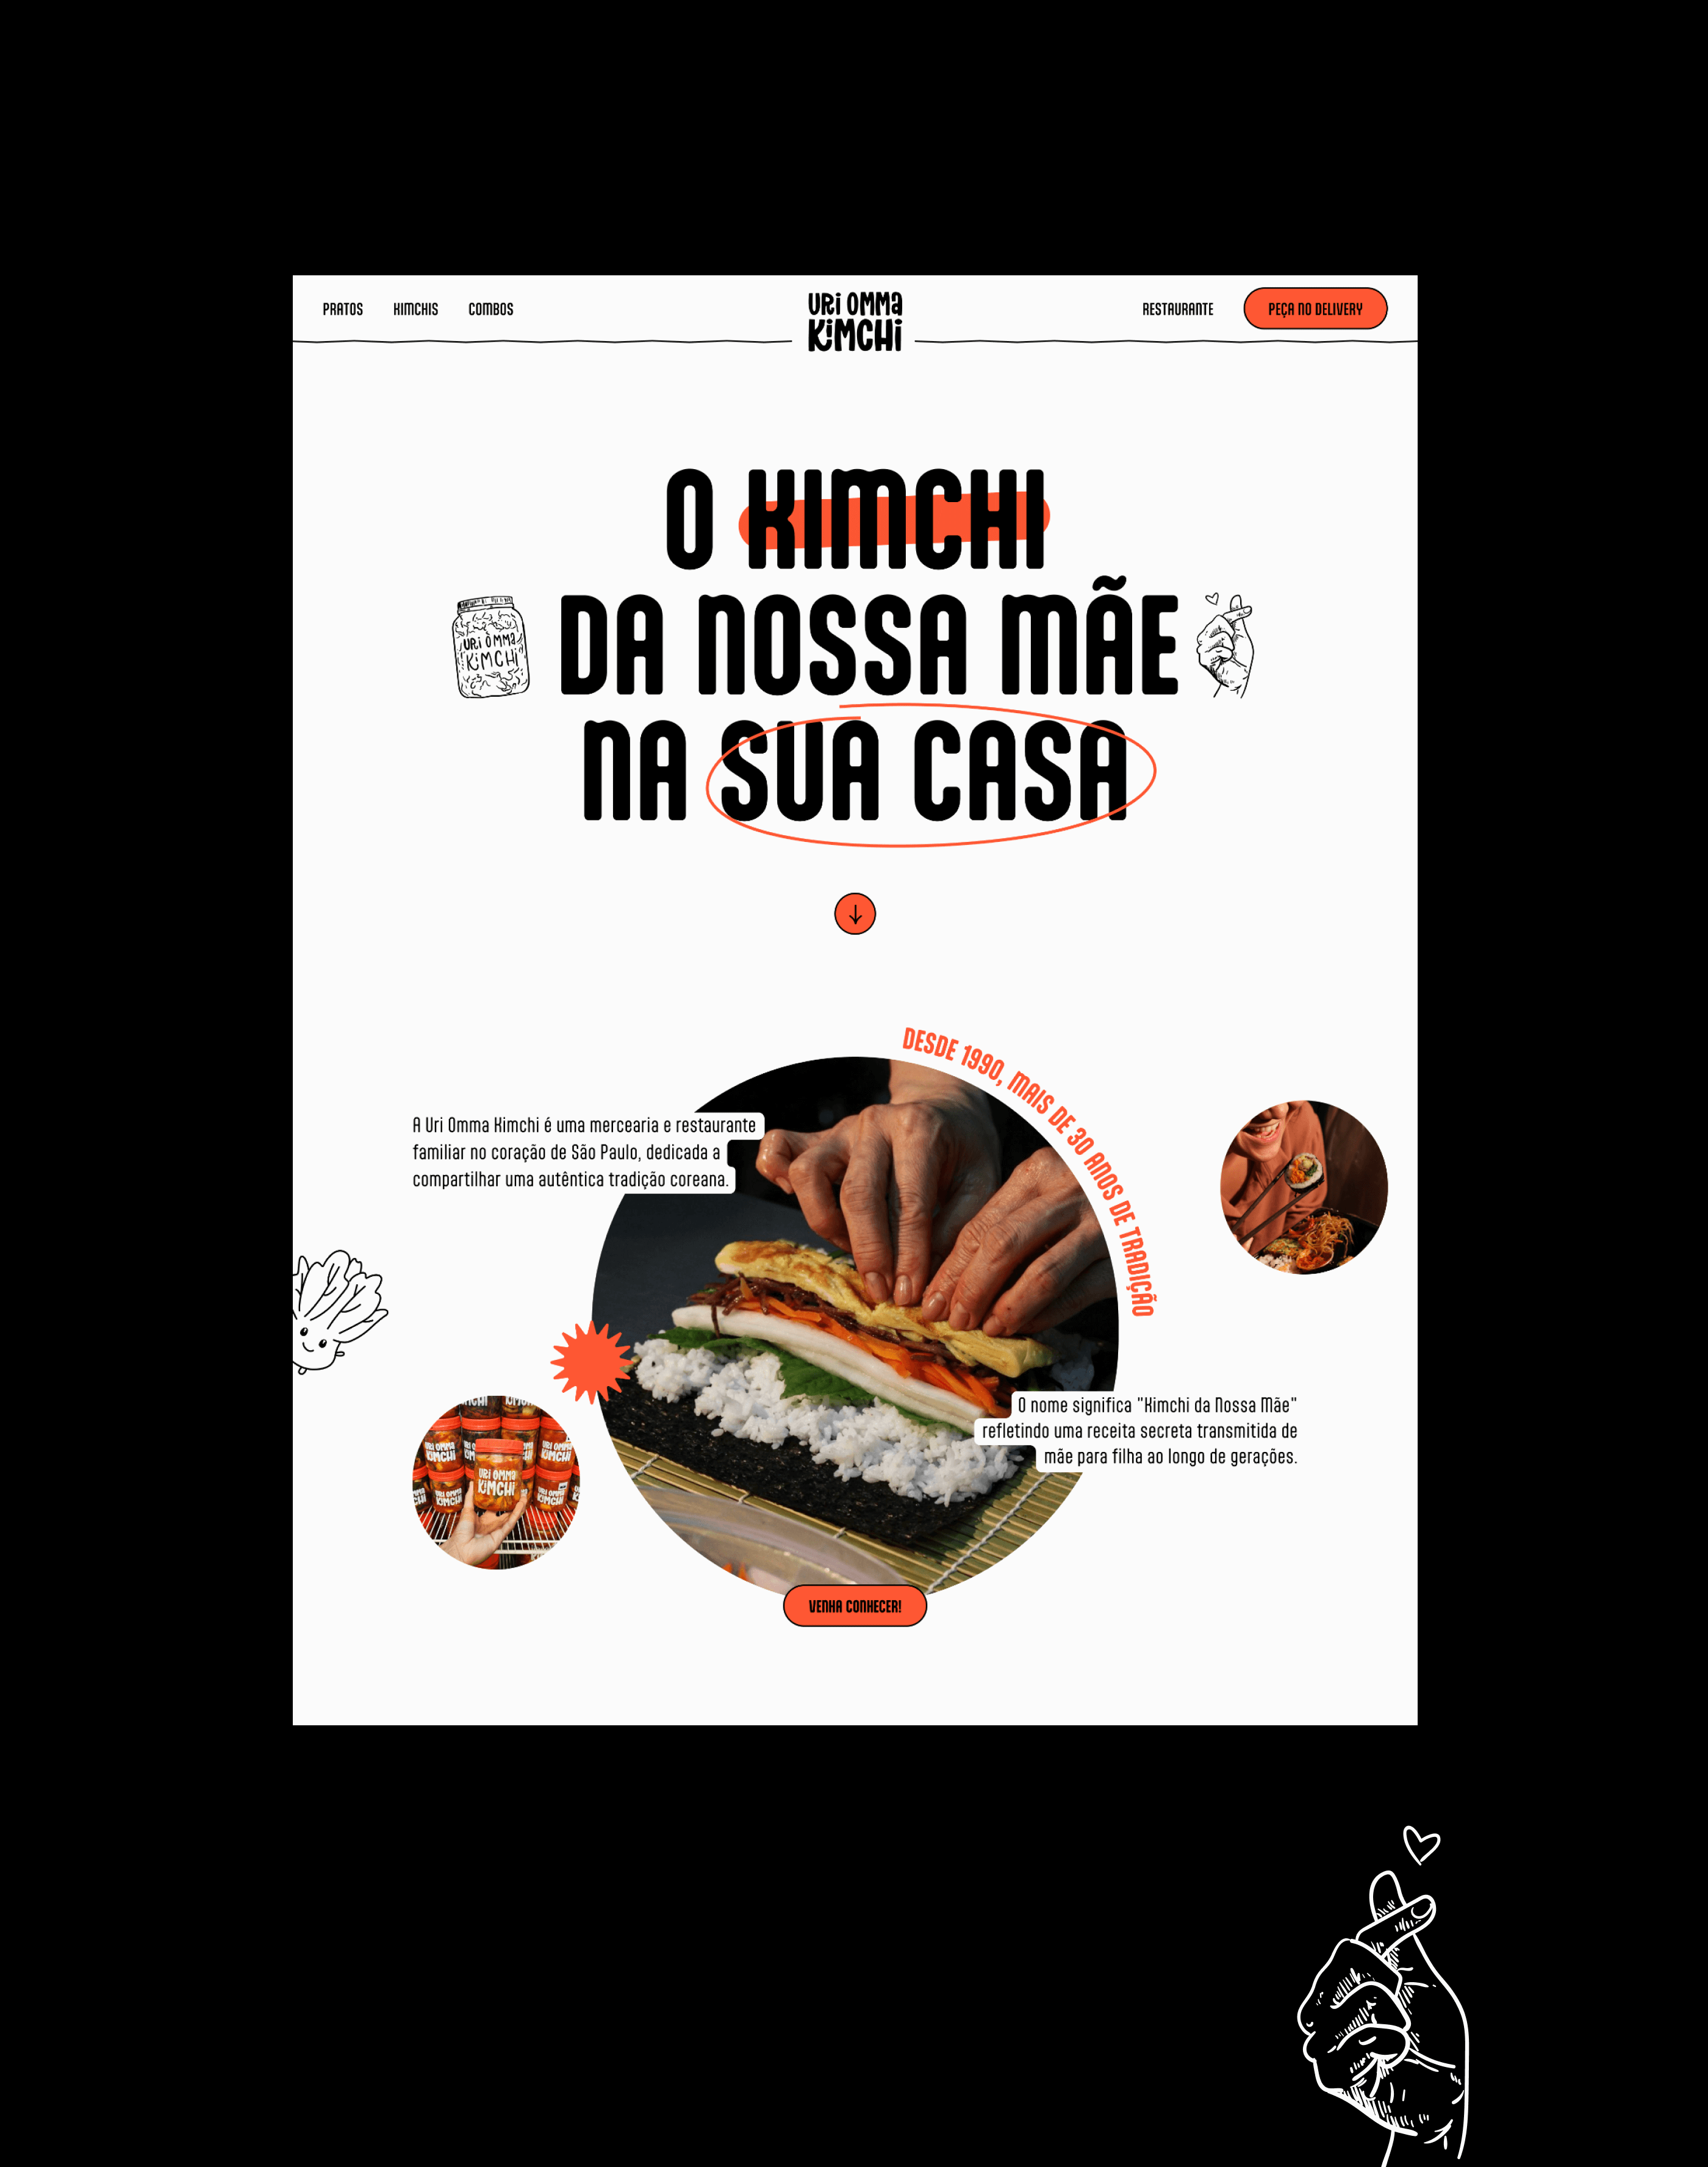 PRATOS
KIMCHIS
COMBOS
URI OMMA
KIMCHI
RESTAURANTE
PEÇA NO DELIVERY
O KIMCHI
DA NOSSA MÃE
NA SUA CASA
URI OMMA
KIMCHI
DESDE 1990, MAIS DE 30 ANOS DE TRADIÇÃO
A Uri Omma Kimchi é uma mercearia e restaurante
familiar no coração de São Paulo, dedicada a
compartilhar uma autêntica tradição coreana.
O nome significa "Kimchi da Nossa Mãe"
refletindo uma receita secreta transmitida de
mãe para filha ao longo de gerações.
URI OMMA
KIMCHI
VENHA CONHECER!